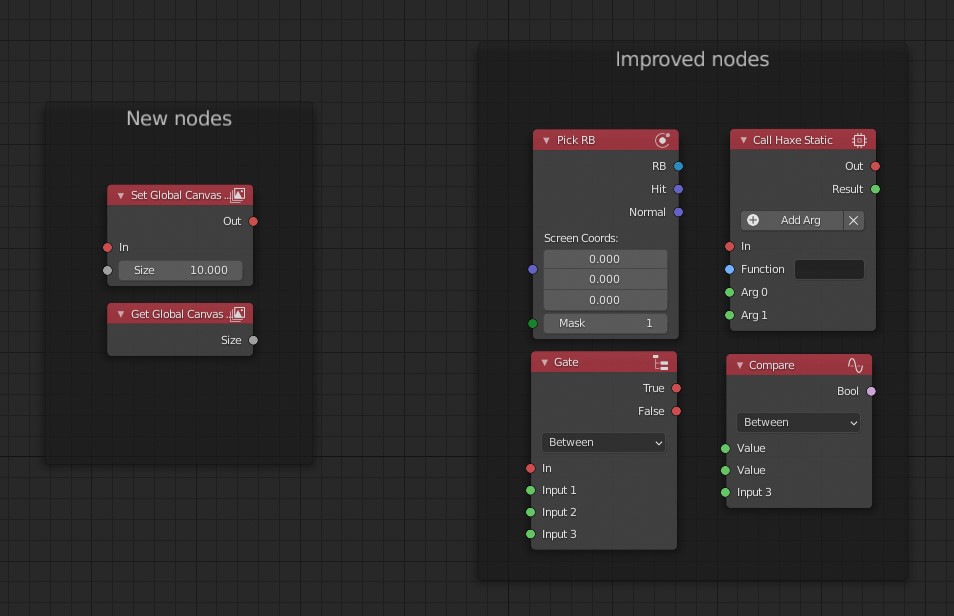 New nodes
Set Global Canvas ..
Out
In
Size 10.000
Get Global Canvas ..
Size
Improved nodes
Pick RB
RB
Hit
Normal
Screen Coords:
0.000
0.000
0.000
Mask 1
Call Haxe Static
Out
Result
Add Arg
In
Function
Arg 0
Arg 1
Gate
True
False
Between
In
Input 1
Input 2
Input 3
Compare
Bool
Between
Value
Value
Input 3